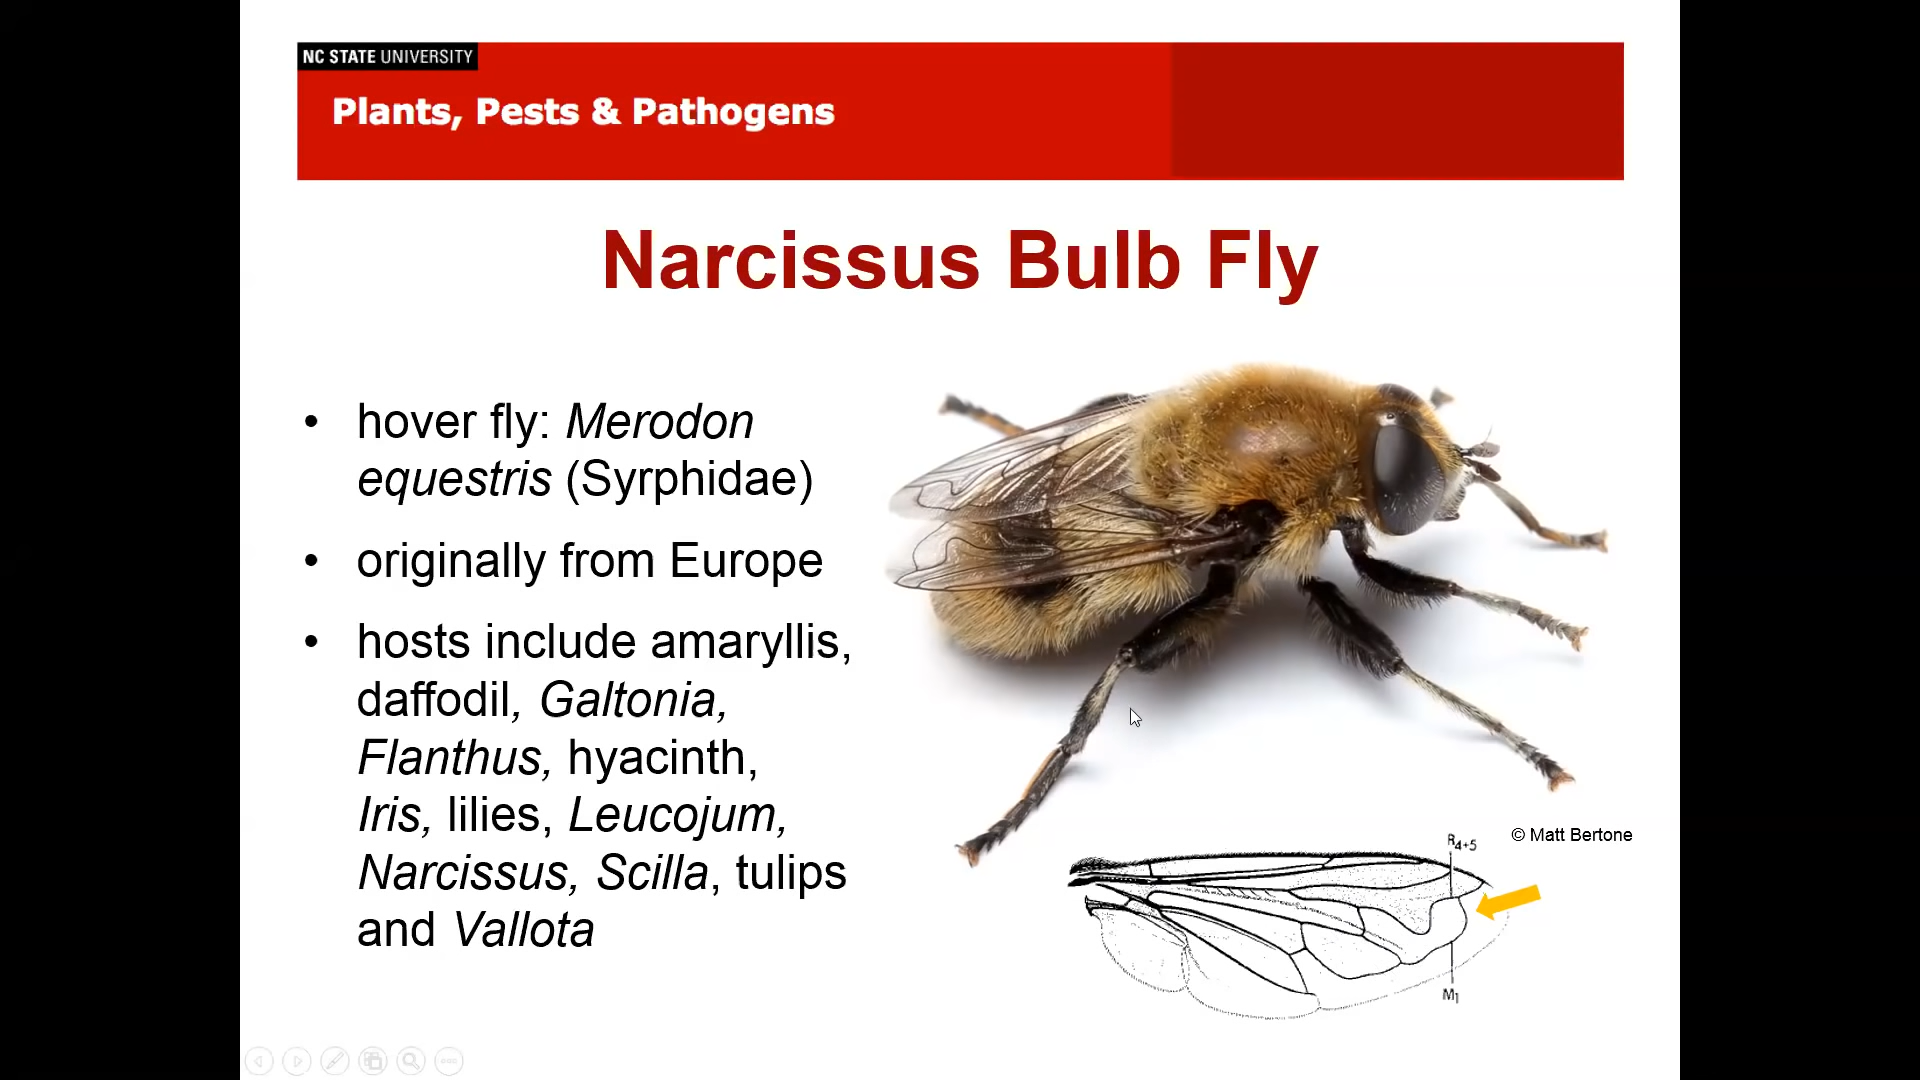 NC STATE UNIVERSITY
Plants, Pests & Pathogens
Narcissus Bulb Fly
• hover fly: Merodon
equestris (Syrphidae)
• originally from Europe
• hosts include amaryllis,
daffodil, Galtonia,
Flanthus, hyacinth,
Iris, lilies, Leucojum,
Narcissus, Scilla, tulips
and Vallota
© Matt Bertone
R4+5
M1